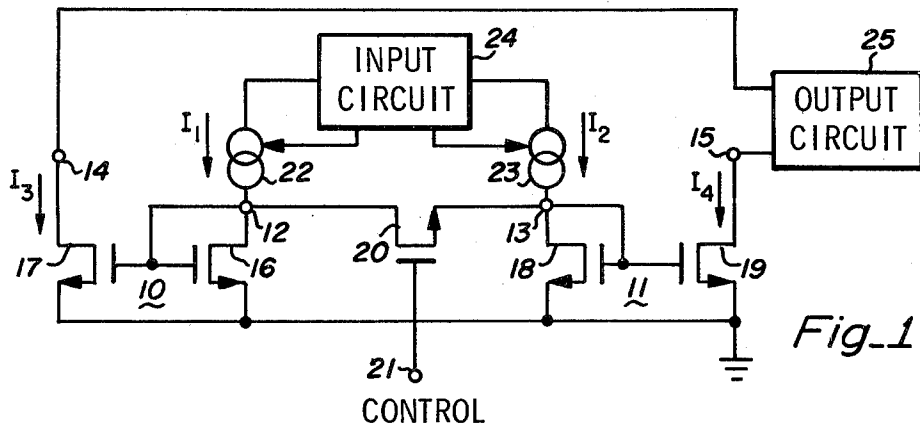 24
INPUT
CIRCUIT
25
OUTPUT
CIRCUIT
I1
I2
22
23
14
15
I3
I4
12
13
20
17
16
18
19
10
11
21
CONTROL
Fig_1